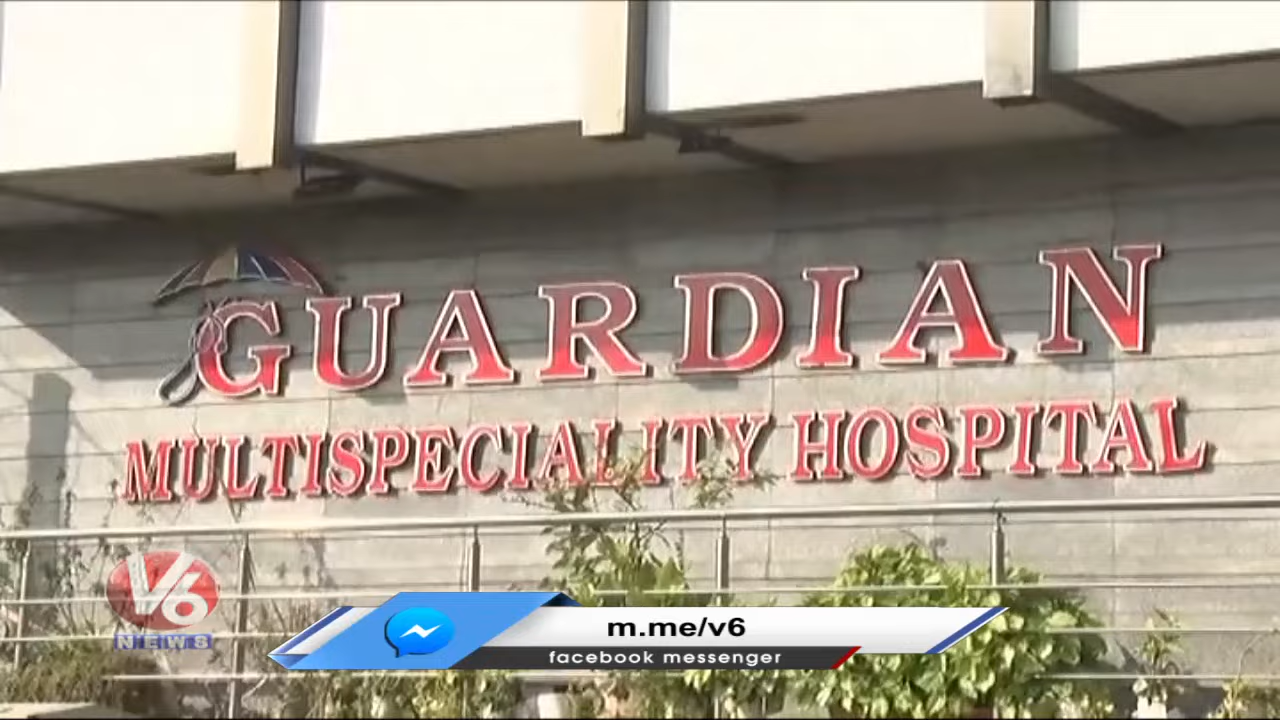 GUARDIAN
MULTISPECIALITY HOSPITAL
V6
NEWS
m.me/v6
facebook messenger